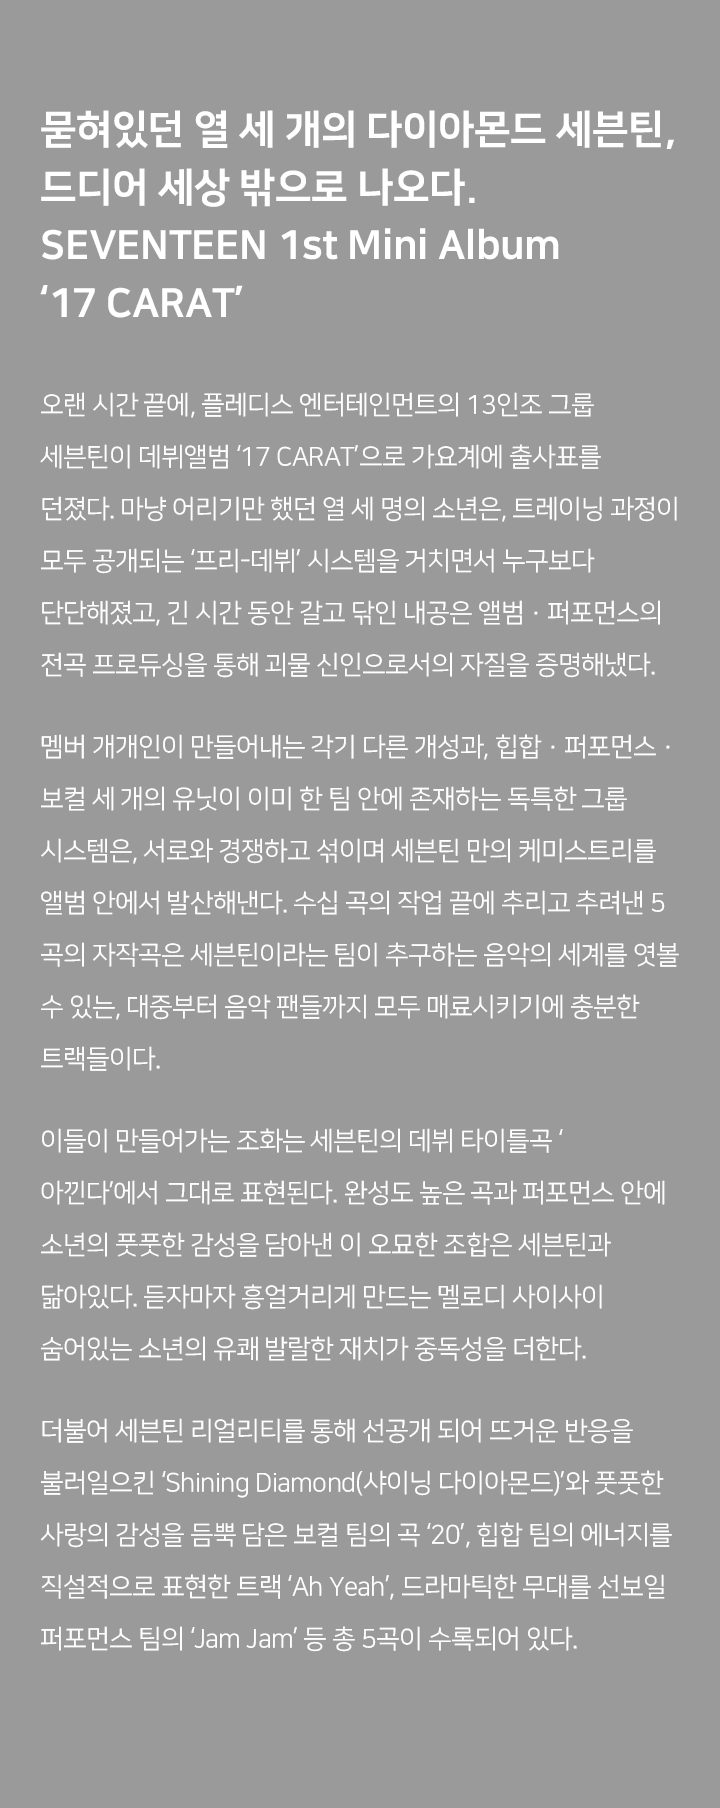 묻혀있던 열 세 개의 다이아몬드 세븐틴,
드디어 세상 밖으로 나오다.
SEVENTEEN 1st Mini Album
‘17 CARAT’
오랜 시간 끝에, 플레디스 엔터테인먼트의 13인조 그룹
세븐틴이 데뷔앨범 ‘17 CARAT’으로 가요계에 출사표를
던졌다. 마냥 어리기만 했던 열 세 명의 소년은, 트레이닝 과정이
모두 공개되는 ‘프리-데뷔’ 시스템을 거치면서 누구보다
단단해졌고, 긴 시간 동안 갈고 닦인 내공은 앨범 · 퍼포먼스의
전곡 프로듀싱을 통해 괴물 신인으로서의 자질을 증명해냈다.
멤버 개개인이 만들어내는 각기 다른 개성과, 힙합 · 퍼포먼스 ·
보컬 세 개의 유닛이 이미 한 팀 안에 존재하는 독특한 그룹
시스템은, 서로와 경쟁하고 섞이며 세븐틴 만의 케미스트리를
앨범 안에서 발산해낸다. 수십 곡의 작업 끝에 추리고 추려낸 5
곡의 자작곡은 세븐틴이라는 팀이 추구하는 음악의 세계를 엿볼
수 있는, 대중부터 음악 팬들까지 모두 매료시키기에 충분한
트랙들이다.
이들이 만들어가는 조화는 세븐틴의 데뷔 타이틀곡 ‘
아낀다’에서 그대로 표현된다. 완성도 높은 곡과 퍼포먼스 안에
소년의 풋풋한 감성을 담아낸 이 오묘한 조합은 세븐틴과
닮아있다. 듣자마자 흥얼거리게 만드는 멜로디 사이사이
숨어있는 소년의 유쾌 발랄한 재치가 중독성을 더한다.
더불어 세븐틴 리얼리티를 통해 선공개 되어 뜨거운 반응을
불러일으킨 ‘Shining Diamond(샤이닝 다이아몬드)’와 풋풋한
사랑의 감성을 듬뿍 담은 보컬 팀의 곡 ‘20’, 힙합 팀의 에너지를
직설적으로 표현한 트랙 ‘Ah Yeah’, 드라마틱한 무대를 선보일
퍼포먼스 팀의 ‘Jam Jam’ 등 총 5곡이 수록되어 있다.